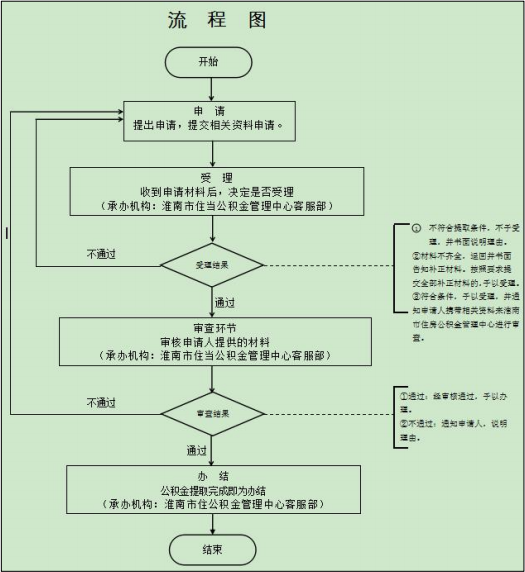 流 程 图
开始
申 请
提出申请，提交相关资料申请。
受 理
收到申请材料后，决定是否受理
（承办机构：淮南市住当公积金管理中心客服部）
不通过
受理结果
① 不符合提取条件，不予受
理，并书面说明理由。
②材料不齐全，退回并书面
告知补正材料。按照要求提
交全部补正材料的，予以受理。
③符合条件，予以受理，并通
知申请人携带相关资料来淮南
市住房公积金管理中心进行审
查。
通过
审查环节
审核申请人提供的材料
（承办机构：淮南市住当公积金管理中心客服部）
不通过
审查结果
①通过：经审核通过，予以办
理。
②不通过：通知申请人，说明
理由。
通过
办 结
公积金提取完成即为办结
（承办机构：淮南市住公积金管理中心客服部）
结束